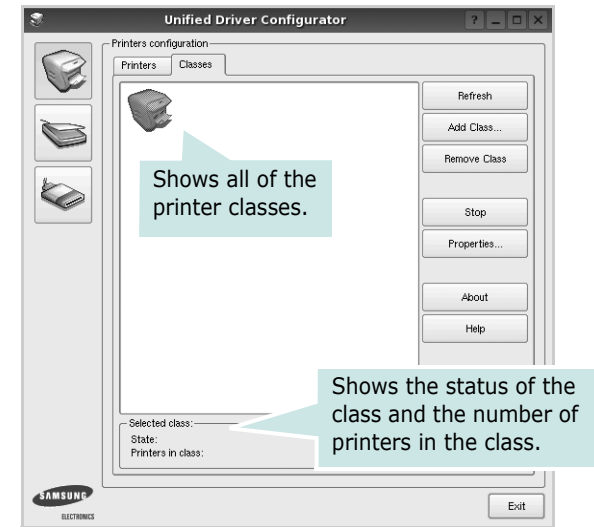 Unified Driver Configurator
Printers configuration
Printers Classes
Refresh
Add Class...
Remove Class
Shows all of the
printer classes.
Stop
Properties...
About
Help
Shows the status of the
class and the number of
printers in the class.
Selected class:
State:
Printers in class:
SAMSUNG
ELECTRONICS
Exit